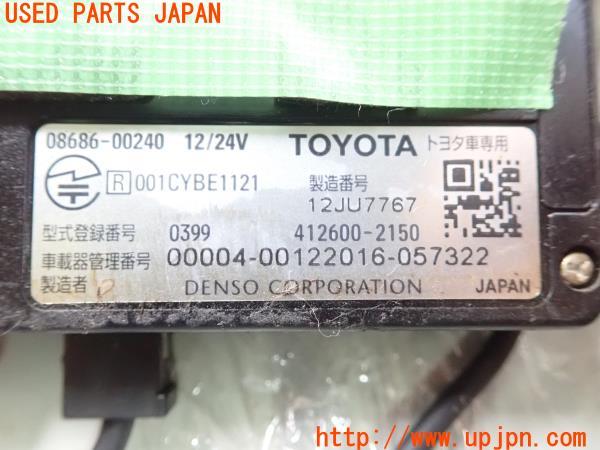 USED PARTS JAPAN
08686-00240 12/24V TOYOTA トヨタ車専用
R 001CYBE1121 製造番号
12JU7767
型式登録番号 0399 412600-2150
車載器管理番号 00004-00122016-057322
製造者 DENSO CORPORATION JAPAN
http://www.upjpn.com/